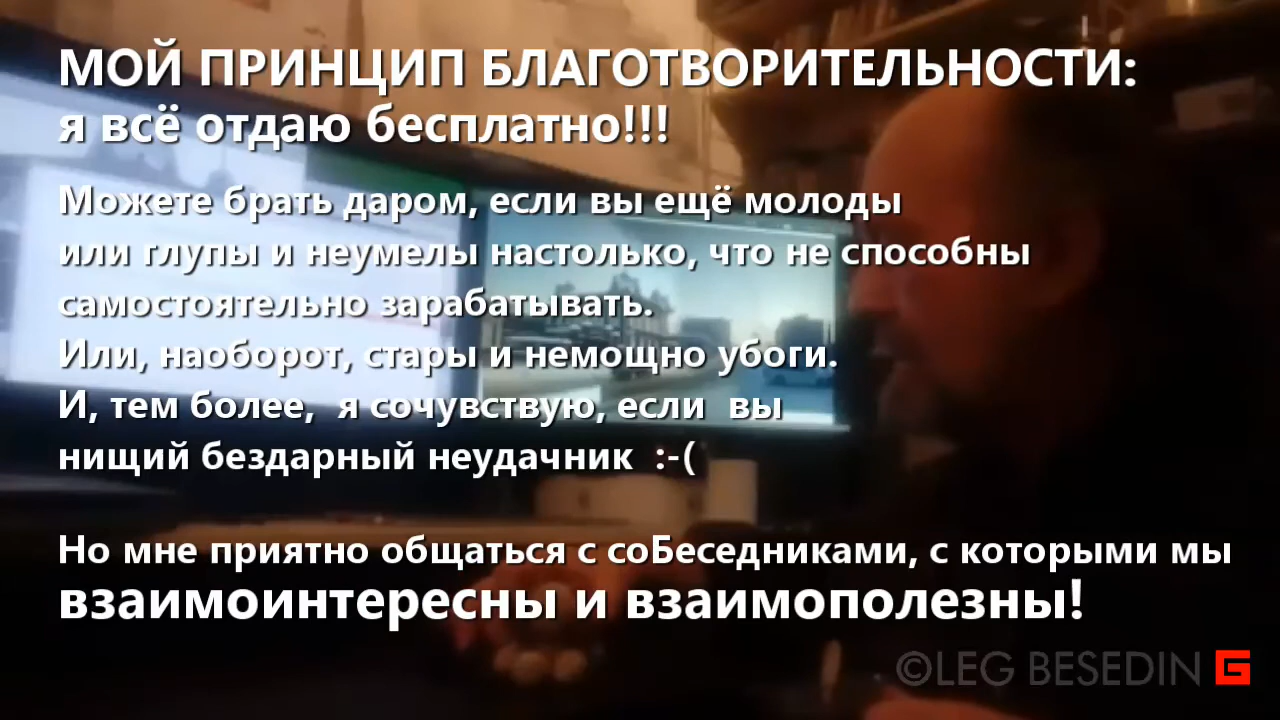 МОЙ ПРИНЦИП БЛАГОТВОРИТЕЛЬНОСТИ:
я всё отдаю бесплатно!!!
Можете брать даром, если вы ещё молоды
или глупы и неумелы настолько, что не способны
самостоятельно зарабатывать.
Или, наоборот, стары и немощно убоги.
И, тем более, я сочувствую, если вы
нищий бездарный неудачник :-(
Но мне приятно общаться с соБеседниками, с которыми мы
взаимоинтересны и взаимополезны!
©LEG BESEDIN G